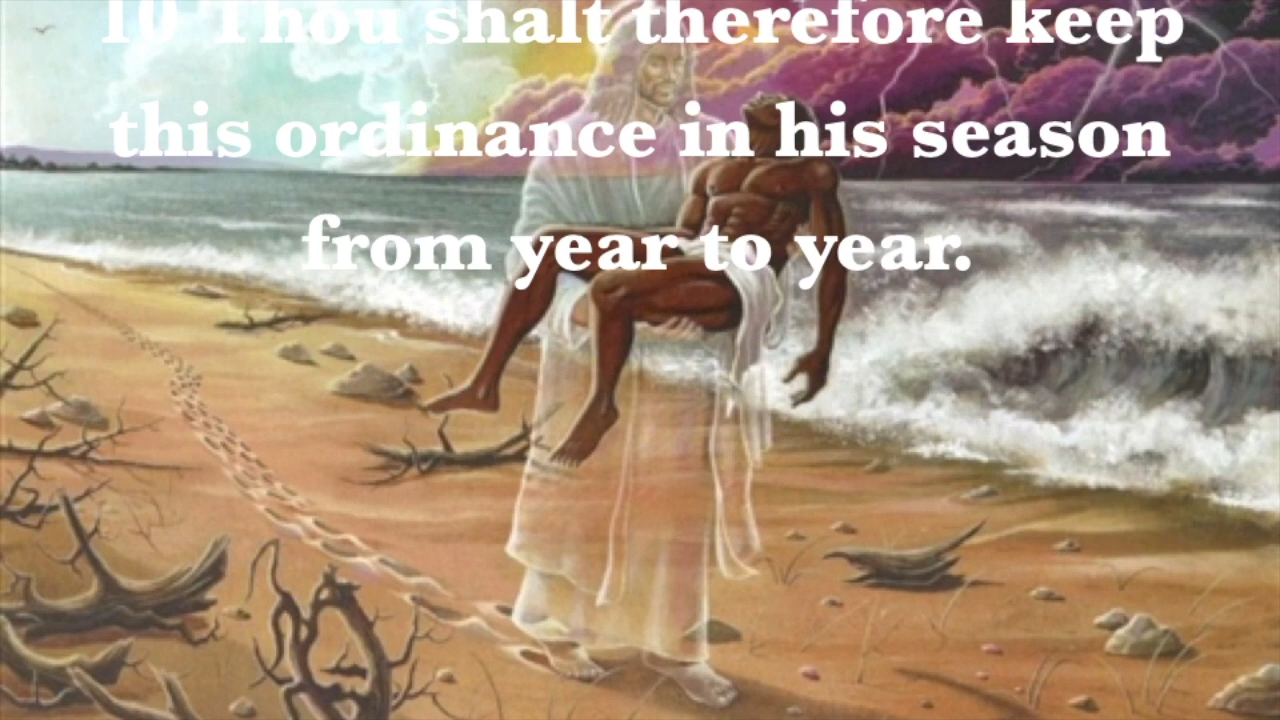 10 Thou shalt therefore keep
this ordinance in his season
from year to year.